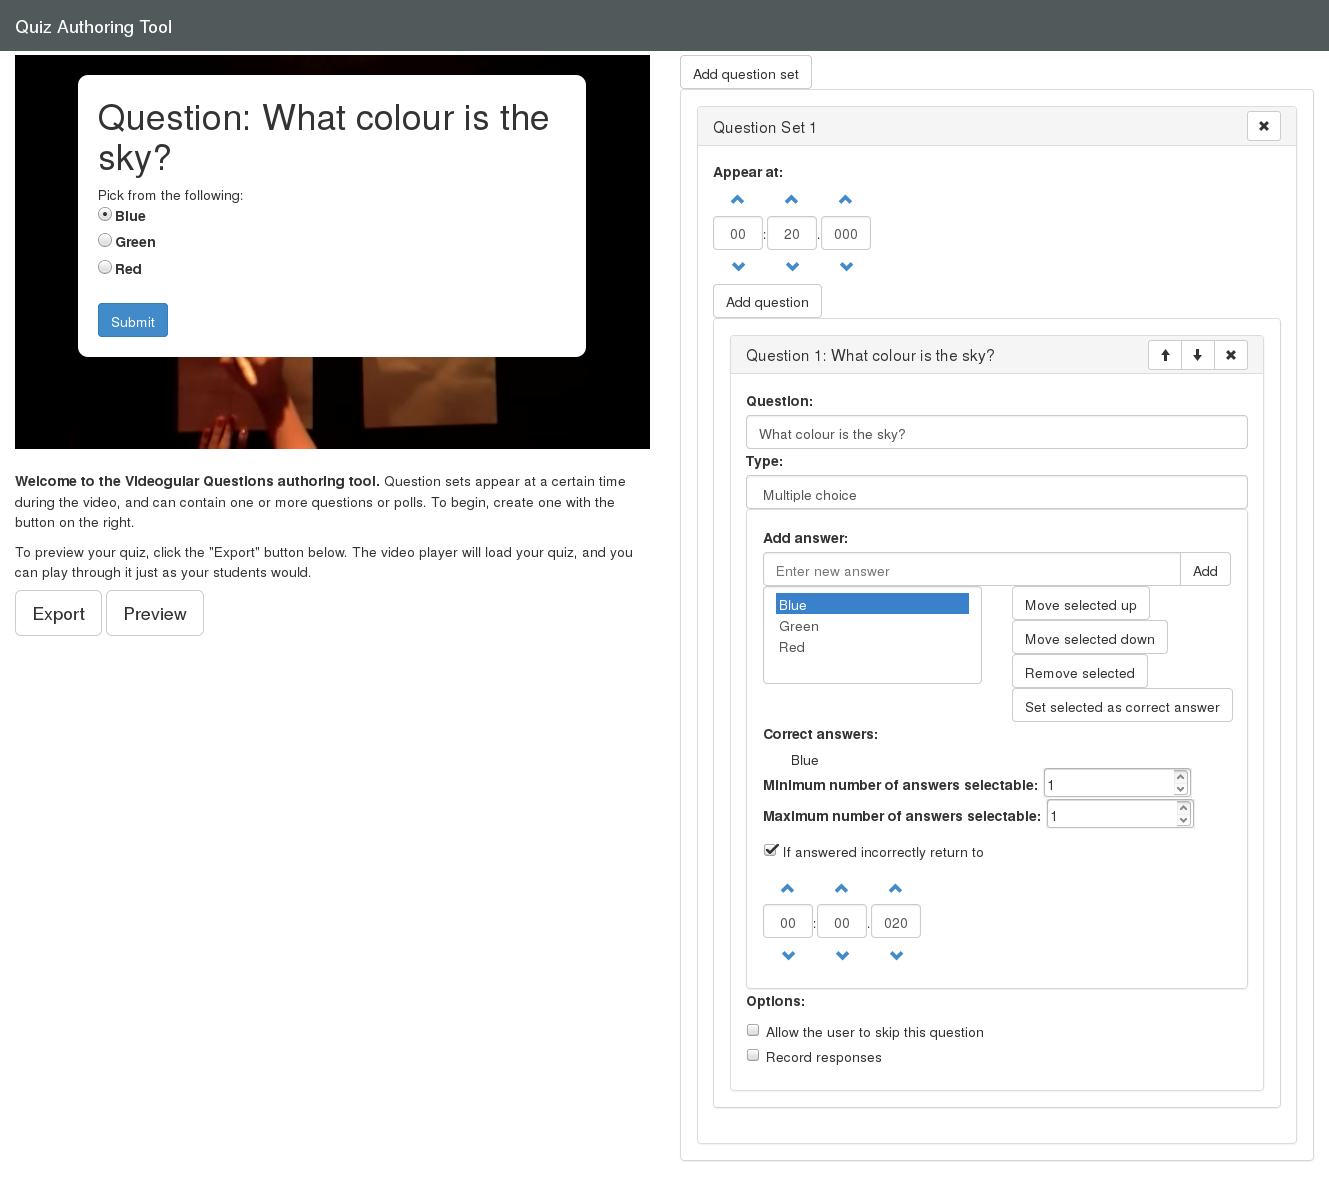 Quiz Authoring Tool
Question: What colour is the
sky?
Pick from the following:
Blue
Green
Red
Submit
Welcome to the Videogular Questions authoring tool. Question sets appear at a certain time
during the video, and can contain one or more questions or polls. To begin, create one with the
button on the right.
To preview your quiz, click the "Export" button below. The video player will load your quiz, and you
can play through it just as your students would.
Export Preview
Add question set
Question Set 1
Appear at:
00 : 20 . 000
Add question
Question 1: What colour is the sky?
Question:
What colour is the sky?
Type:
Multiple choice
Add answer:
Enter new answer Add
Blue
Green
Red
Move selected up
Move selected down
Remove selected
Set selected as correct answer
Correct answers:
Blue
Minimum number of answers selectable: 1
Maximum number of answers selectable: 1
If answered incorrectly return to
00 : 00 . 020
Options:
Allow the user to skip this question
Record responses